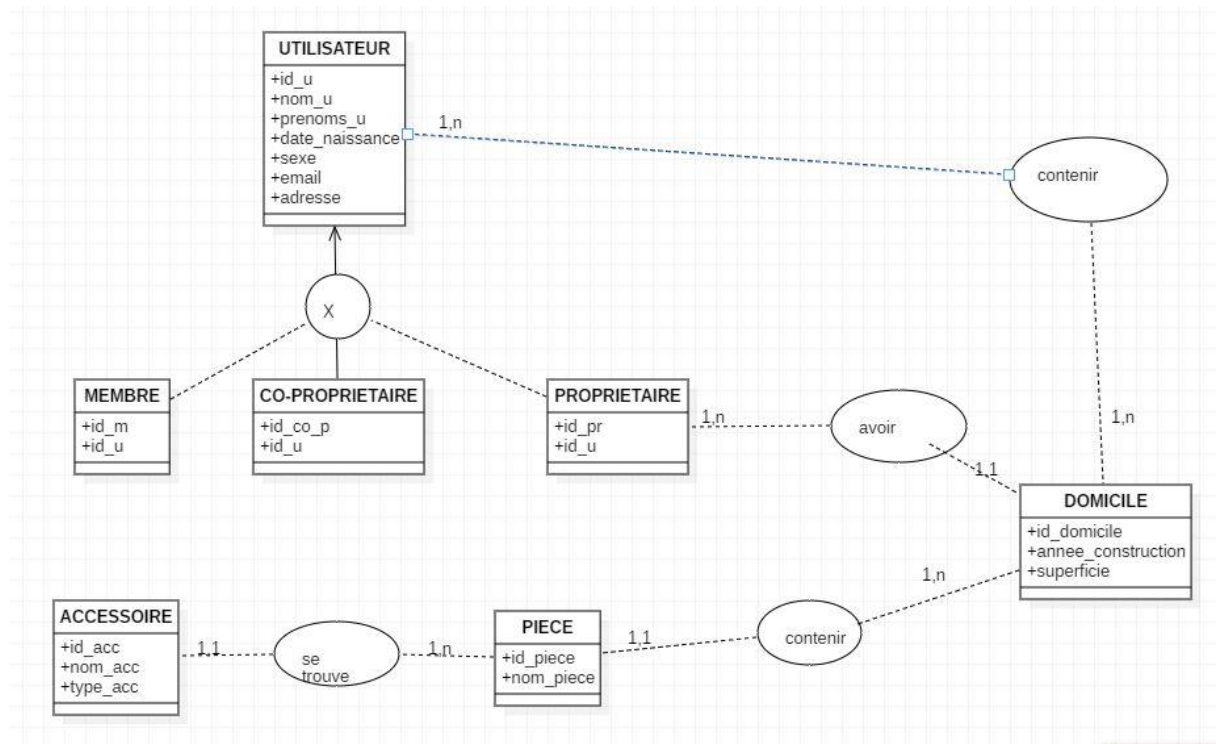 UTILISATEUR
+id_u
+nom_u
+prenoms_u
+date_naissance
+sexe
+email
+adresse
1,n
contenir
X
MEMBRE
+id_m
+id_u
CO-PROPRIETAIRE
+id_co_p
+id_u
PROPRIETAIRE
+id_pr
+id_u
1,n
avoir
1,1
1,n
DOMICILE
+id_domicile
+annee_construction
+superficie
ACCESSOIRE
+id_acc
+nom_acc
+type_acc
1,1
se
trouve
1,n
PIECE
+id_piece
+nom_piece
1,1
contenir
1,n